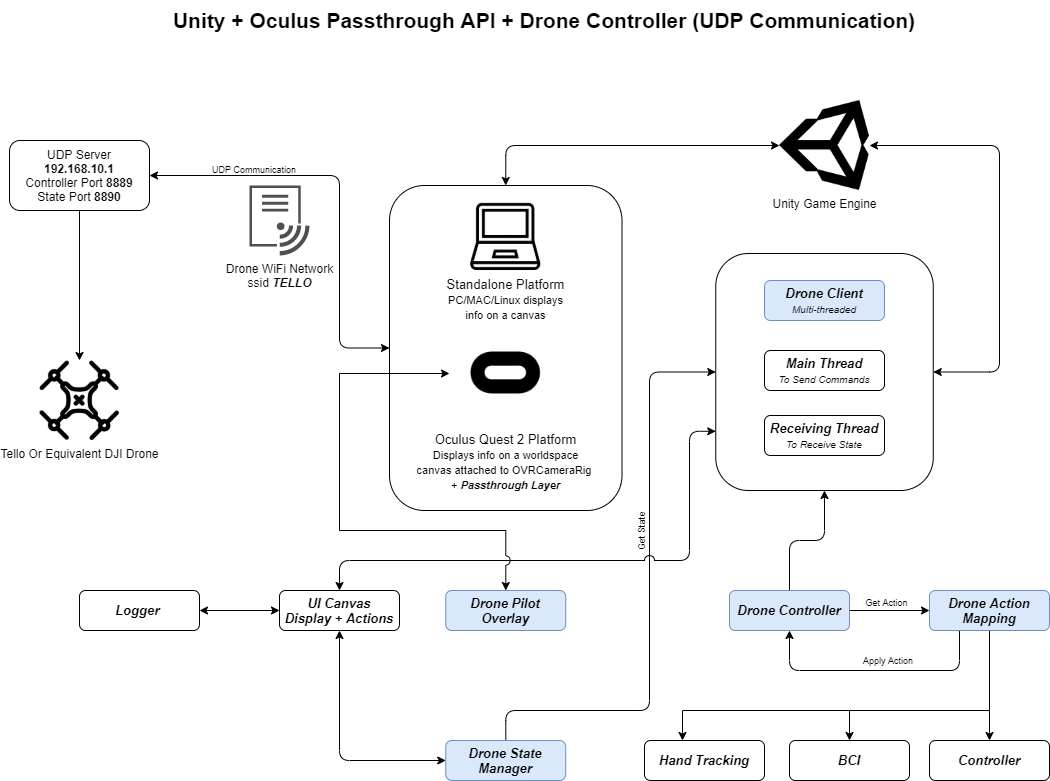 Unity + Oculus Passthrough API + Drone Controller (UDP Communication)
UDP Server
192.168.10.1
Controller Port 8889
State Port 8890
UDP Communication
Drone WiFi Network
ssid TELLO
Tello Or Equivalent DJI Drone
Standalone Platform
PC/MAC/Linux displays
info on a canvas
Oculus Quest 2 Platform
Displays info on a worldspace
canvas attached to OVRCameraRig
+ Passthrough Layer
Unity Game Engine
Drone Client
Multi-threaded
Main Thread
To Send Commands
Receiving Thread
To Receive State
Get State
Logger
UI Canvas
Display + Actions
Drone Pilot
Overlay
Drone Controller
Get Action
Drone Action
Mapping
Apply Action
Drone State
Manager
Hand Tracking
BCI
Controller